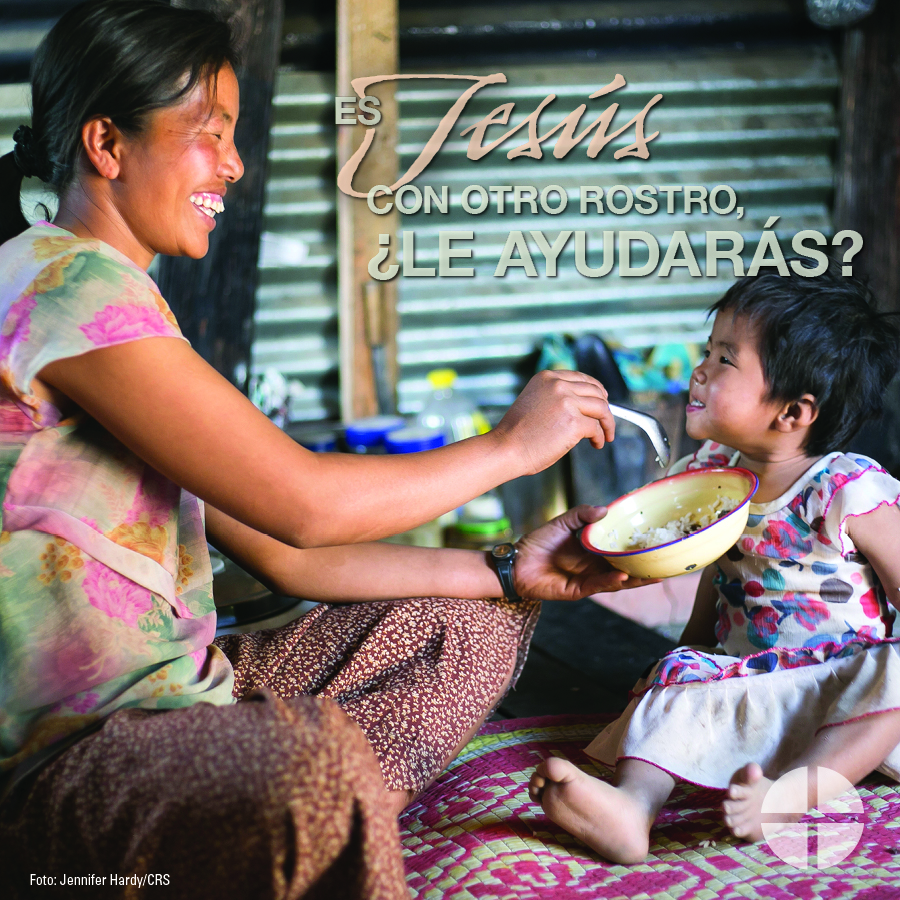 ES Jesús
CON OTRO ROSTRO,
¿LE AYUDARÁS?
Foto: Jennifer Hardy/CRS